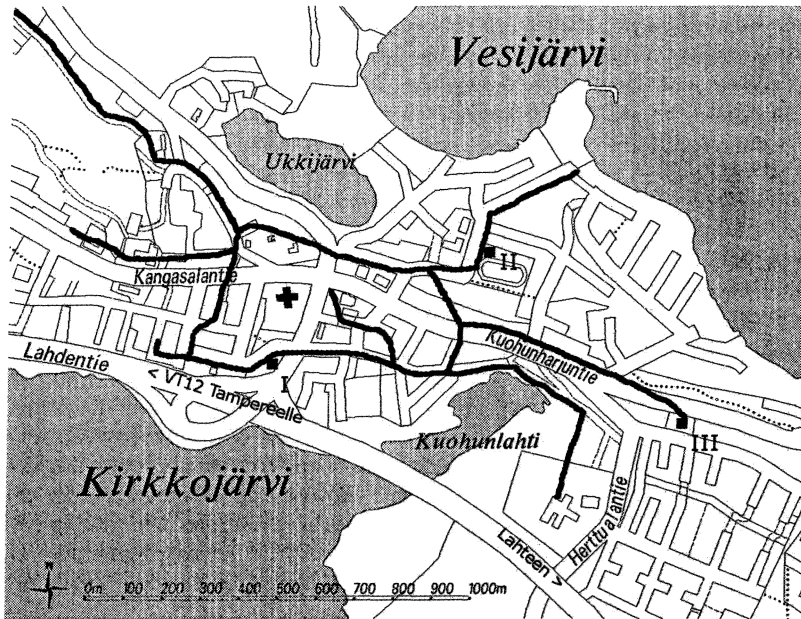 Vesijärvi
Ukkijärvi
II
Kangasalantie
Kuohunharjuntie
Lahdentie
I
< VT12 Tampereelle
Kuohunlahti
III
Kirkkojärvi
Herttualantie
Lahteen >
N
0m 100 200 300 400 500 600 700 800 900 1000m